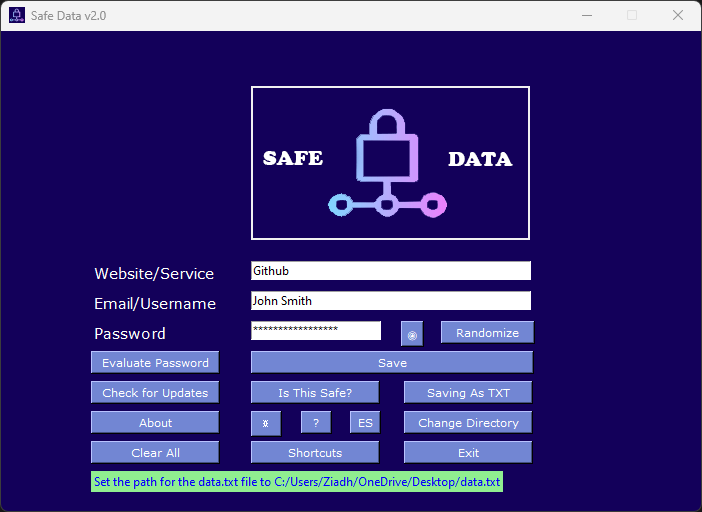 Safe Data v2.0
SAFE DATA
Website/Service Github
Email/Username John Smith
Password ***************** ◉ Randomize
Evaluate Password Save
Check for Updates Is This Safe? Saving As TXT
About ¤ ? ES Change Directory
Clear All Shortcuts Exit
Set the path for the data.txt file to C:/Users/Ziadh/OneDrive/Desktop/data.txt